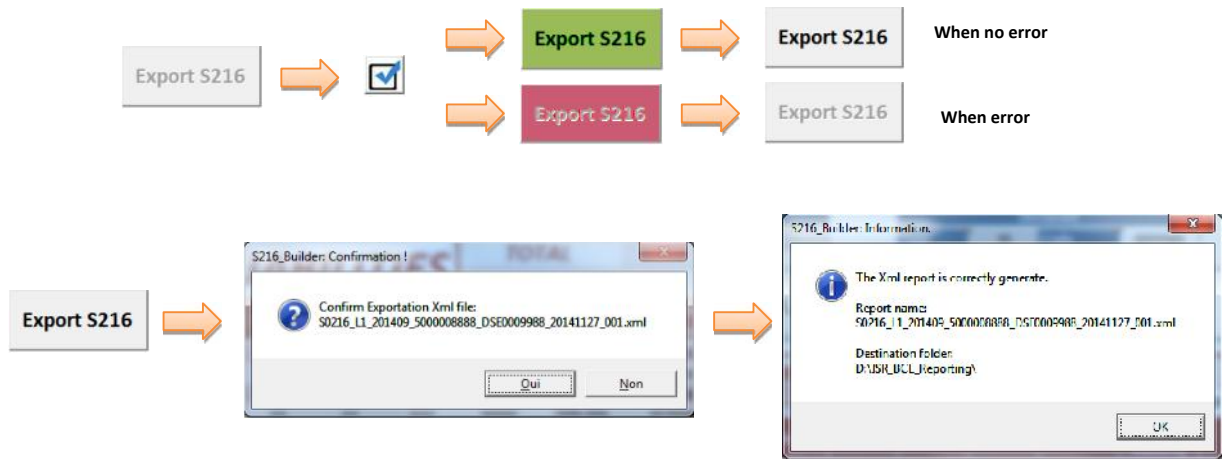 Export S216
Export S216
Export S216
When no error
Export S216
Export S216
When error
Export S216
S216_Builder: Confirmation !
Confirm Exportation Xml file:
S0216_L1_201409_5000008888_DSE0009988_20141127_001.xml
Oui
Non
S216_Builder: Information.
The Xml report is correctly generate.
Report name:
S0216_L1_201409_5000008888_DSE0009988_20141127_001.xml
Destination folder:
OK